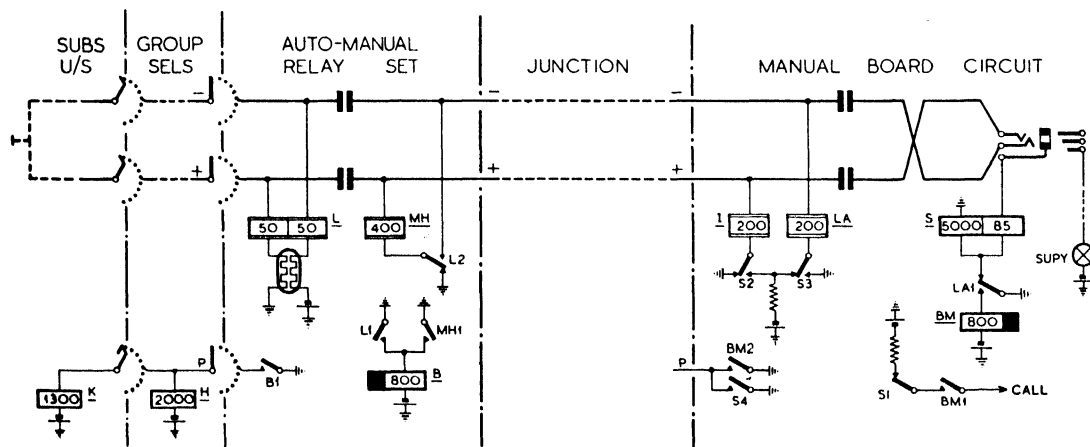 SUBS U/S
GROUP SELS
AUTO-MANUAL RELAY SET
JUNCTION
MANUAL BOARD CIRCUIT
− − −
+ + +
50 50 L
400 MH
L2
I 200
200 LA
S2 S3
S 5000 85
SUPY
LA1
BM 800
L1 MH1
800 B
P
B1
1300 K
2000 H
P
BM2
S4
S1
BM1
CALL